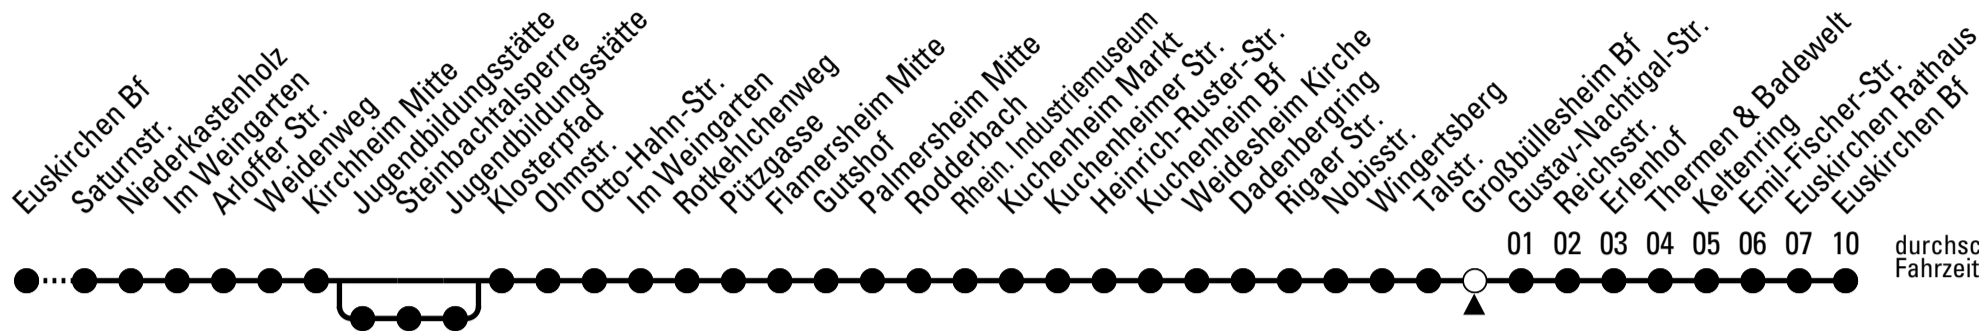 Euskirchen Bf
Saturnstr.
Niederkastenholz
Im Weingarten
Arloffer Str.
Weidenweg
Kirchheim Mitte
Jugendbildungsstätte
Steinbachtalsperre
Jugendbildungsstätte
Klosterpfad
Ohmstr.
Otto-Hahn-Str.
Im Weingarten
Rotkehlchenweg
Pützgasse
Flamersheim Mitte
Gutshof
Palmersheim Mitte
Rodderbach
Rhein. Industriemuseum
Kuchenheim Markt
Kuchenheimer Str.
Heinrich-Ruster-Str.
Kuchenheim Bf
Weidesheim Kirche
Dadenbergring
Rigaer Str.
Nobisstr.
Wingertsberg
Talstr.
Großbüllesheim Bf
Gustav-Nachtigal-Str.
Reichsstr.
Erlenhof
Thermen & Badewelt
Keltenring
Emil-Fischer-Str.
Euskirchen Rathaus
Euskirchen Bf
01 02 03 04 05 06 07 10
durchsc
Fahrzeit